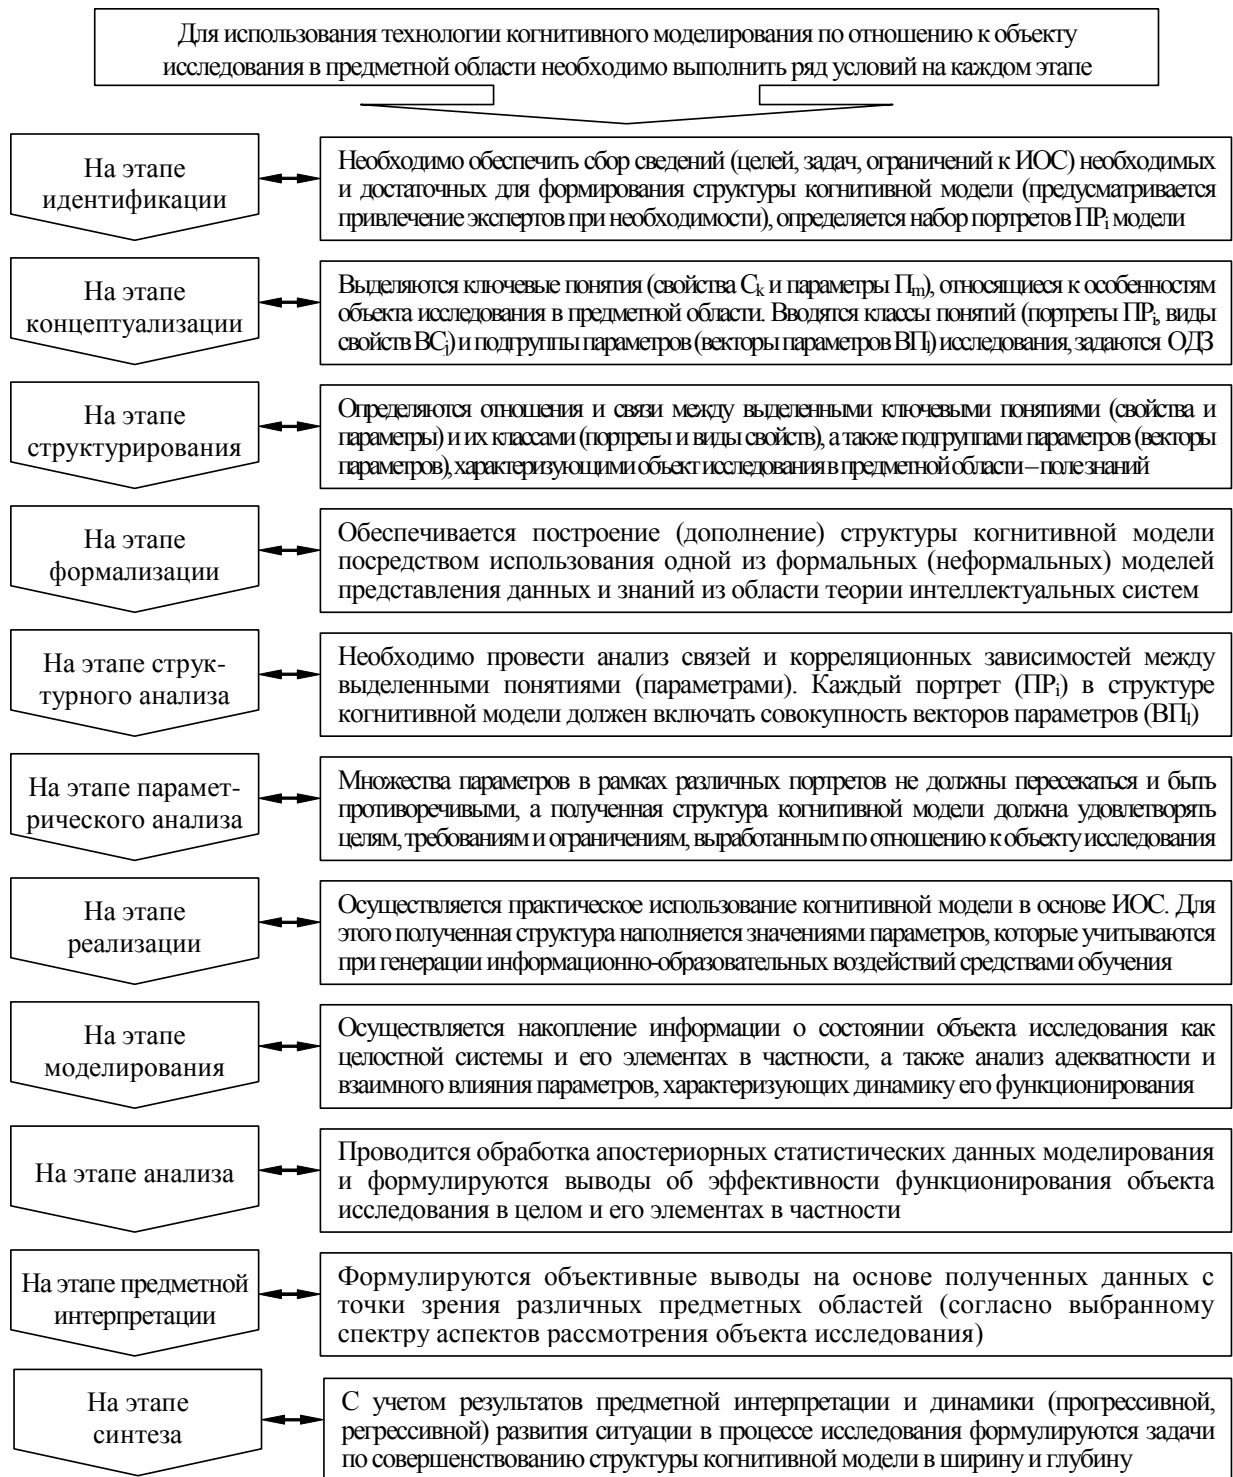 Для использования технологии когнитивного моделирования по отношению к объекту
исследования в предметной области необходимо выполнить ряд условий на каждом этапе
На этапе
идентификации
Необходимо обеспечить сбор сведений (целей, задач, ограничений к ИОС) необходимых
и достаточных для формирования структуры когнитивной модели (предусматривается
привлечение экспертов при необходимости), определяется набор портретов ПРi модели
На этапе
концептуализации
Выделяются ключевые понятия (свойства Ck и параметры Пm), относящиеся к особенностям
объекта исследования в предметной области. Вводятся классы понятий (портреты ПРi, виды
свойств ВСj) и подгруппы параметров (векторы параметров ВПl) исследования, задаются ОДЗ
На этапе
структурирования
Определяются отношения и связи между выделенными ключевыми понятиями (свойства и
параметры) и их классами (портреты и виды свойств), а также подгруппами параметров (векторы
параметров), характеризующими объект исследования в предметной области – поле знаний
На этапе
формализации
Обеспечивается построение (дополнение) структуры когнитивной модели
посредством использования одной из формальных (неформальных) моделей
представления данных и знаний из области теории интеллектуальных систем
На этапе струк-
турного анализа
Необходимо провести анализ связей и корреляционных зависимостей между
выделенными понятиями (параметрами). Каждый портрет (ПРi) в структуре
когнитивной модели должен включать совокупность векторов параметров (ВПl)
На этапе парамет-
рического анализа
Множества параметров в рамках различных портретов не должны пересекаться и быть
противоречивыми, а полученная структура когнитивной модели должна удовлетворять
целям, требованиям и ограничениям, выработанным по отношению к объекту исследования
На этапе
реализации
Осуществляется практическое использование когнитивной модели в основе ИОС. Для
этого полученная структура наполняется значениями параметров, которые учитываются
при генерации информационно-образовательных воздействий средствами обучения
На этапе
моделирования
Осуществляется накопление информации о состоянии объекта исследования как
целостной системы и его элементах в частности, а также анализ адекватности и
взаимного влияния параметров, характеризующих динамику его функционирования
На этапе анализа
Проводится обработка апостериорных статистических данных моделирования
и формулируются выводы об эффективности функционирования объекта
исследования в целом и его элементах в частности
На этапе предметной
интерпретации
Формулируются объективные выводы на основе полученных данных с
точки зрения различных предметных областей (согласно выбранному
спектру аспектов рассмотрения объекта исследования)
На этапе
синтеза
С учетом результатов предметной интерпретации и динамики (прогрессивной,
регрессивной) развития ситуации в процессе исследования формулируются задачи
по совершенствованию структуры когнитивной модели в ширину и глубину